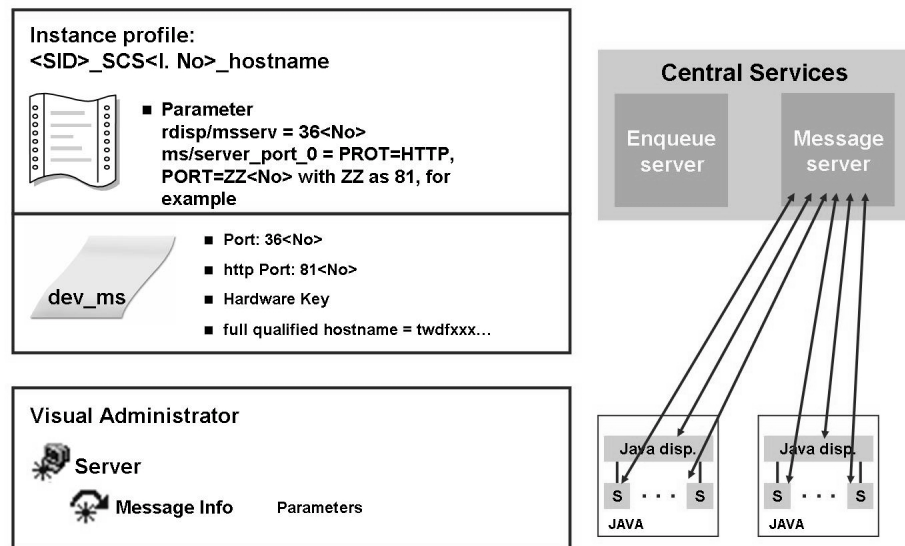 Instance profile:
<SID>_SCS<I. No>_hostname
■ Parameter
rdisp/msserv = 36<No>
ms/server_port_0 = PROT=HTTP,
PORT=ZZ<No> with ZZ as 81, for
example
dev_ms
■ Port: 36<No>
■ http Port: 81<No>
■ Hardware Key
■ full qualified hostname = twdfxxx...
Visual Administrator
Server
Message Info Parameters
Central Services
Enqueue
server
Message
server
Java disp.
S . . . S
JAVA
Java disp.
S . . . S
JAVA